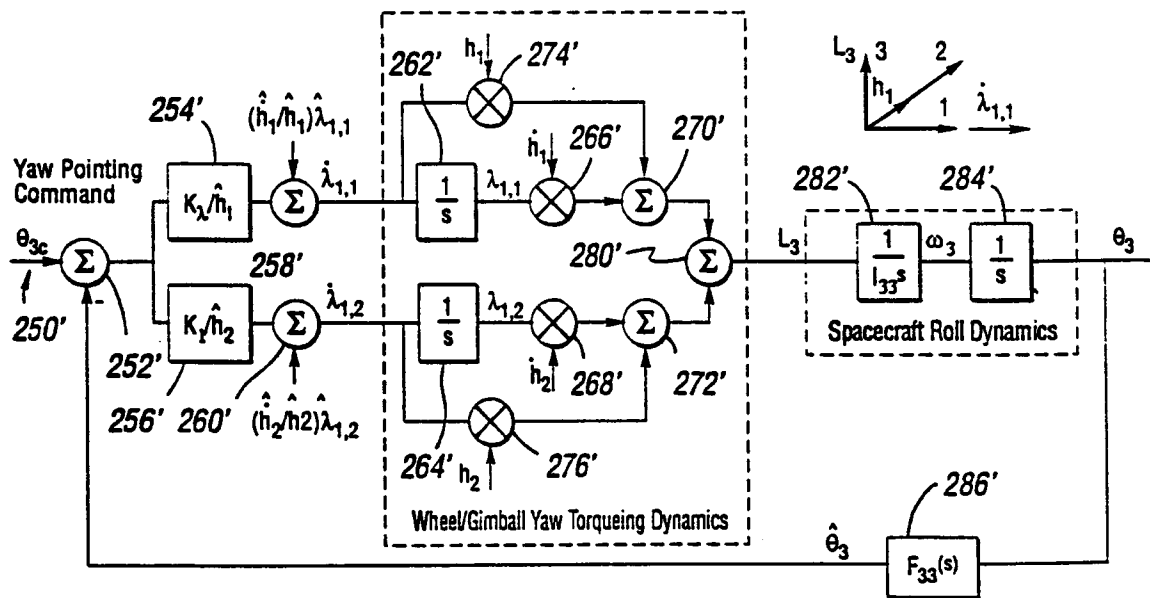 Yaw Pointing
Command
θ3c
250'
Σ
-
252'
254'
Kλ/ĥ1
256'
K1/ĥ2
258'
260'
(ĥ̇1/ĥ1)λ̂1,1
Σ
λ̇1,1
Σ
λ̇1,2
(ĥ̇2/ĥ2)λ̂1,2
262'
1/s
λ1,1
264'
1/s
λ1,2
h1
274'
ḣ1
266'
270'
Σ
280'
Σ
ḣ2
268'
272'
Σ
h2
276'
Wheel/Gimball Yaw Torqueing Dynamics
L3
3
2
h1
1
λ̇1,1
L3
282'
1/I33s
ω3
284'
1/s
θ3
Spacecraft Roll Dynamics
286'
F33(s)
θ̂3